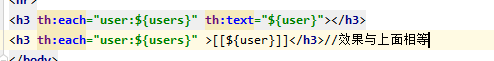 <h3 th:each="user:${users}" th:text="${user}"></h3>
<h3 th:each="user:${users}" >[[${user}]]</h3>//效果与上面相等